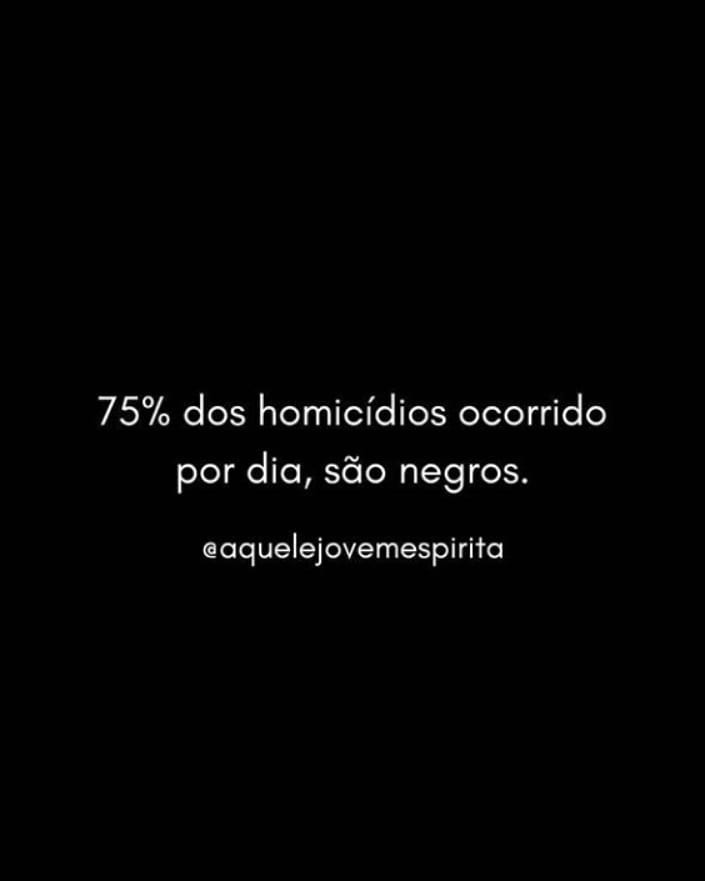 75% dos homicídios ocorrido
por dia, são negros.
@aquelejovemespirita